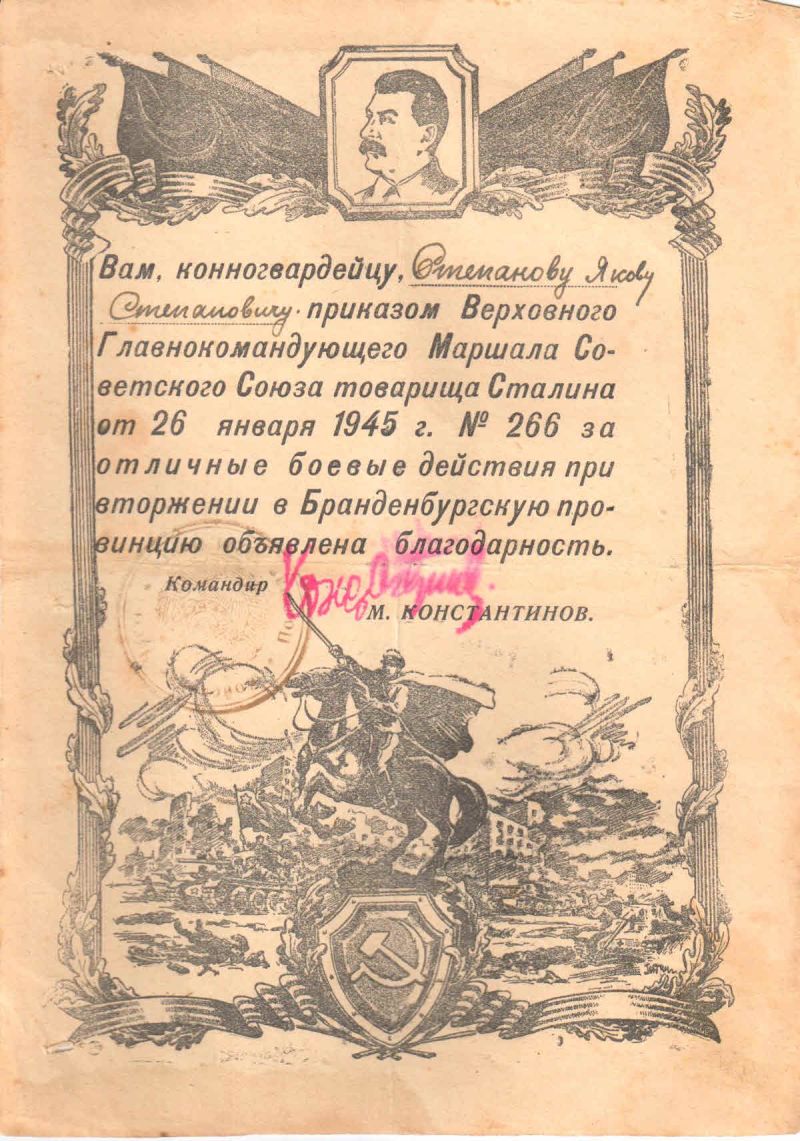 Вам, конногвардейцу, Степанову Якову
Степановичу приказом Верховного
Главнокомандующего Маршала Со-
ветского Союза товарища Сталина
от 26 января 1945 г. № 266 за
отличные боевые действия при
вторжении в Бранденбургскую про-
винцию объявлена благодарность.
Командир
М. КОНСТАНТИНОВ.